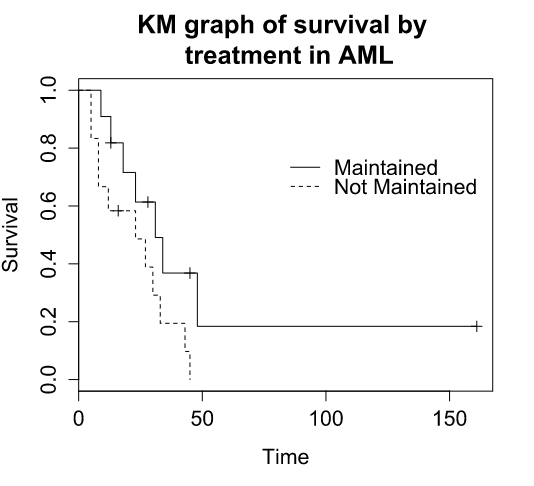 KM graph of survival by
treatment in AML
1.0
0.8
0.6
0.4
0.2
0.0
Survival
Maintained
Not Maintained
0 50 100 150
Time